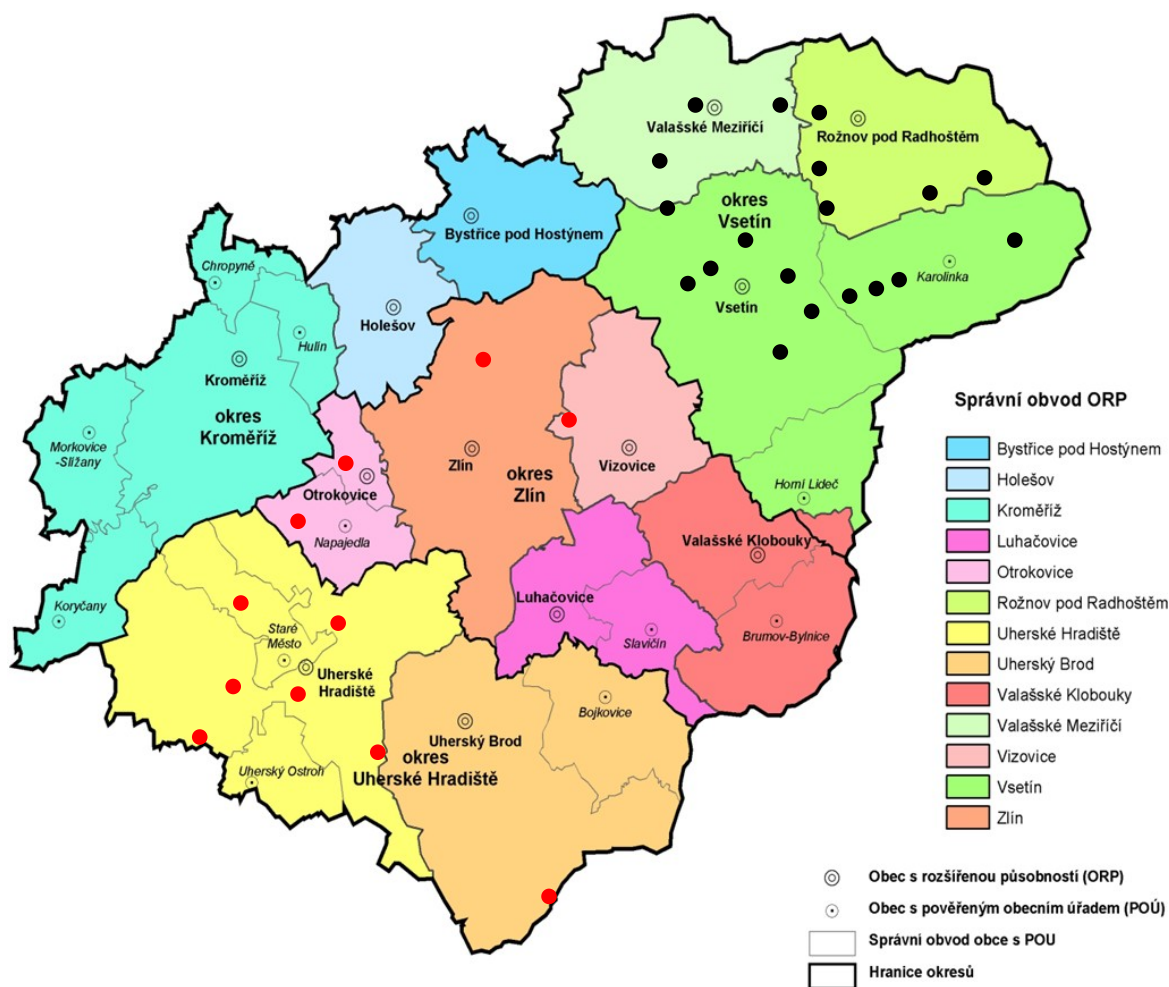 Valašské Meziříčí
Rožnov pod Radhoštěm
okres
Vsetín
Bystřice pod Hostýnem
Chropyně
Karolinka
Vsetín
Holešov
Hulín
Kroměříž
okres
Kroměříž
Morkovice
-Slížany
Zlín
okres
Zlín
Vizovice
Otrokovice
Napajedla
Horní Lideč
Valašské Klobouky
Koryčany
Staré
Město
Luhačovice
Slavičín
Brumov-Bylnice
Uherské
Hradiště
Bojkovice
Uherský Brod
okres
Uherské Hradiště
Uherský Ostroh
Správní obvod ORP
Bystřice pod Hostýnem
Holešov
Kroměříž
Luhačovice
Otrokovice
Rožnov pod Radhoštěm
Uherské Hradiště
Uherský Brod
Valašské Klobouky
Valašské Meziříčí
Vizovice
Vsetín
Zlín
Obec s rozšířenou působností (ORP)
Obec s pověřeným obecním úřadem (POÚ)
Správní obvod obce s POU
Hranice okresů